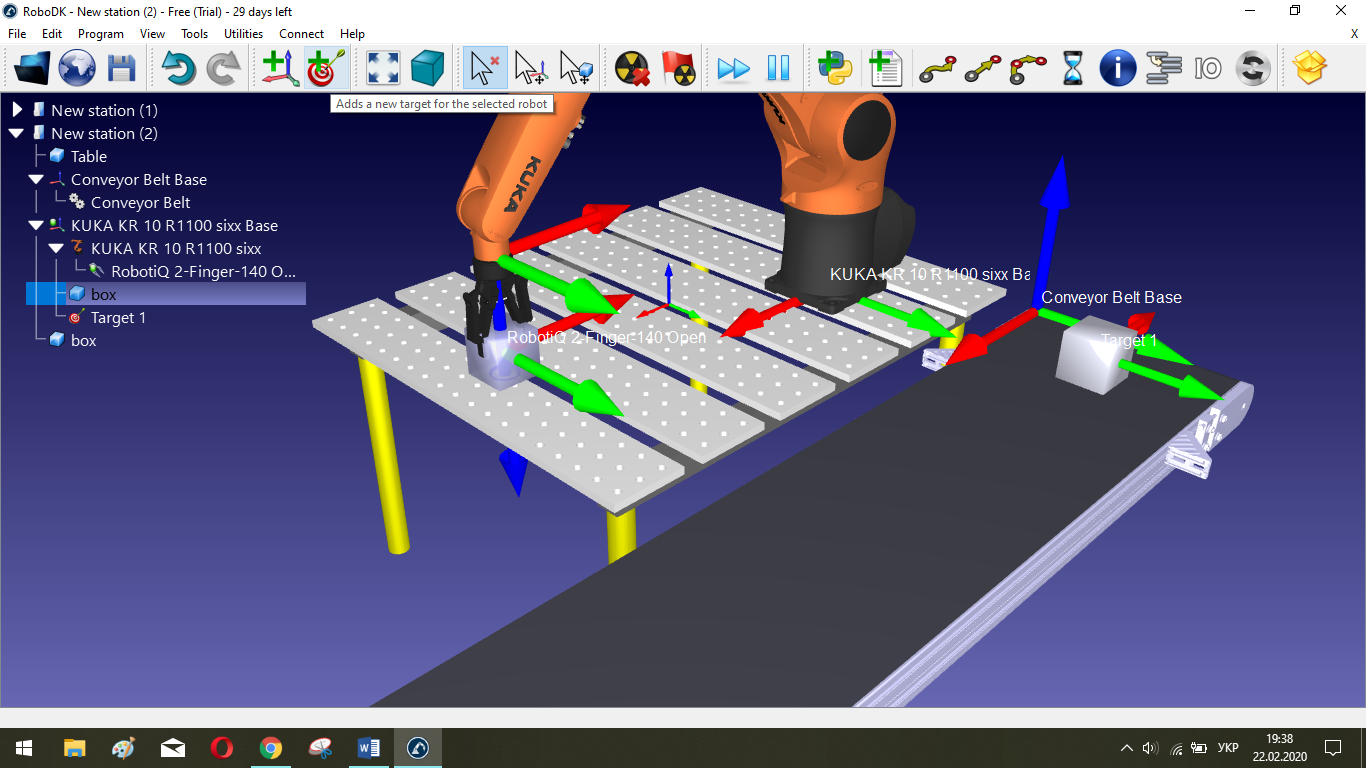 RoboDK - New station (2) - Free (Trial) - 29 days left
File Edit Program View Tools Utilities Connect Help X
IO
Adds a new target for the selected robot
New station (1)
New station (2)
Table
Conveyor Belt Base
Conveyor Belt
KUKA KR 10 R1100 sixx Base
KUKA KR 10 R1100 sixx
RobotiQ 2-Finger-140 O...
box
Target 1
box
KUKA
KUKA KR 10 R1100 sixx Ba
Conveyor Belt Base
RobotiQ 2-Finger-140 Open
Target 1
УКР
19:38
22.02.2020